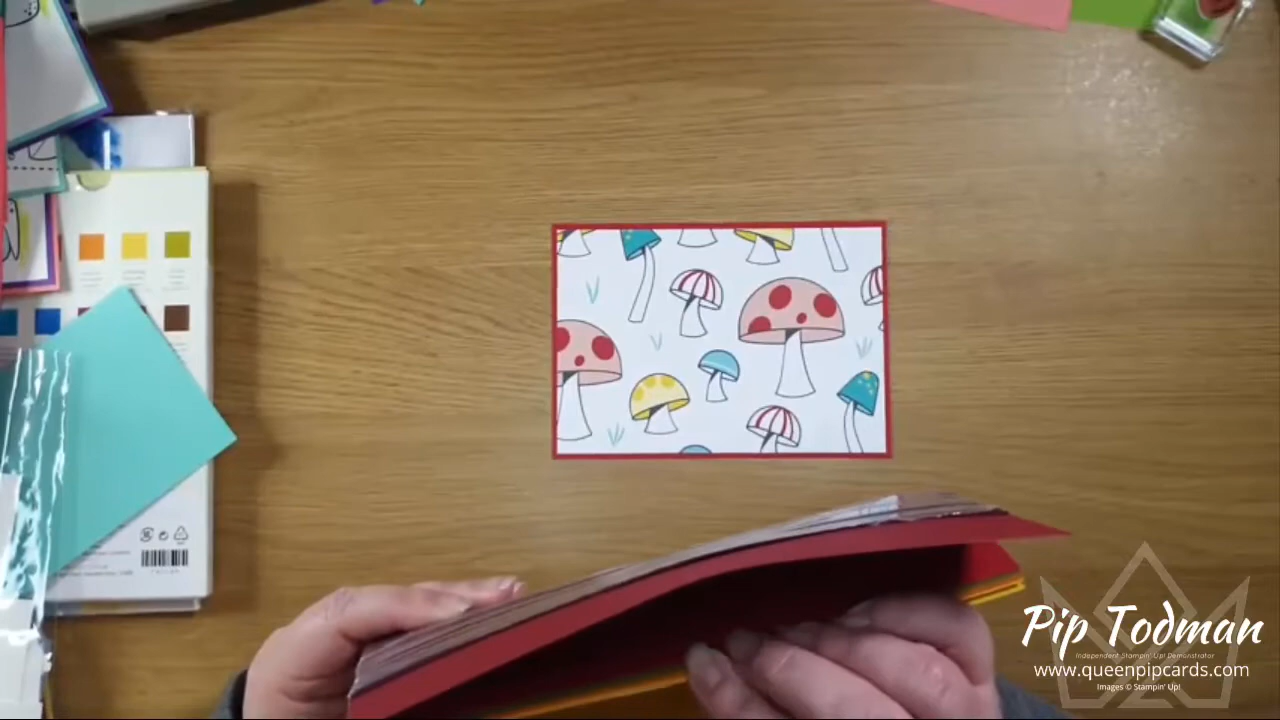 Pip Todman
Independent Stampin' Up! Demonstrator
www.queenpipcards.com
Images © Stampin' Up!